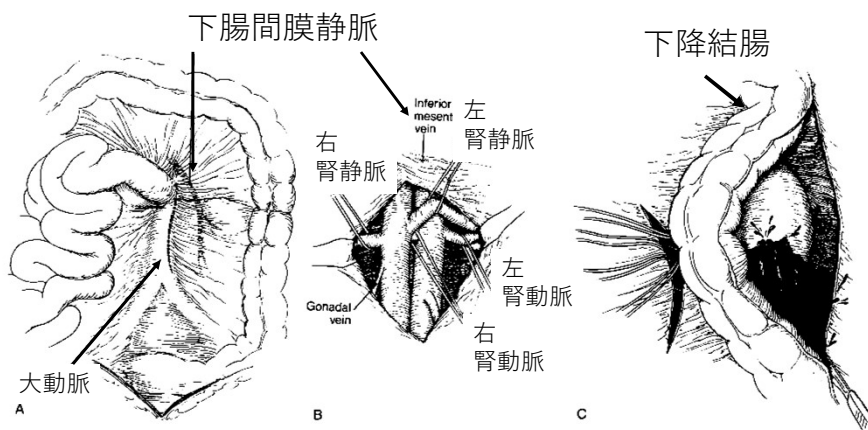 下腸間膜静脈
下降結腸
Inferior
mesent
vein
左
腎静脈
右
腎静脈
Gonadal
vein
左
腎動脈
右
腎動脈
大動脈
A
B
C